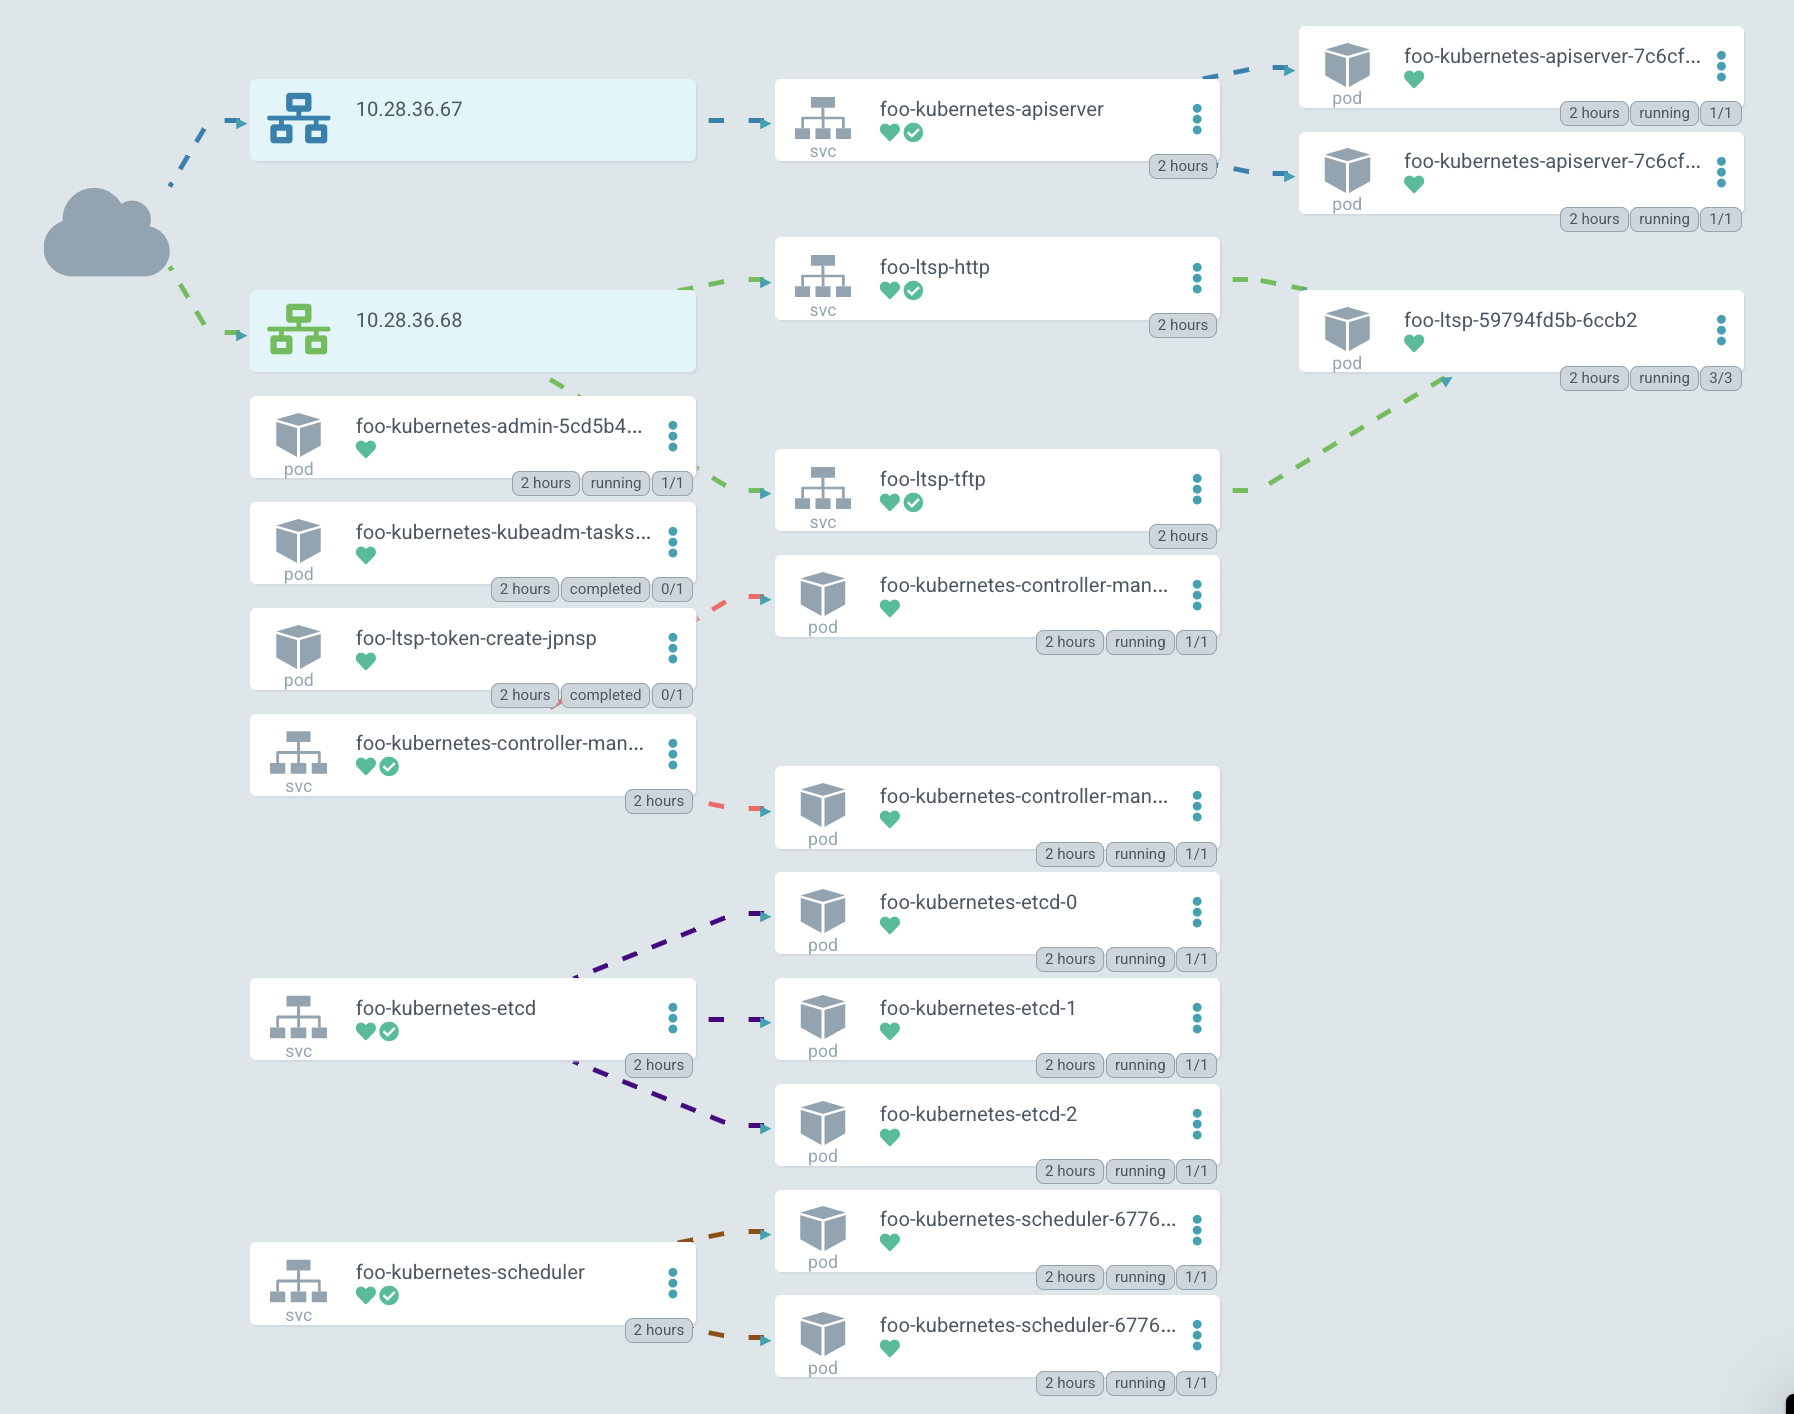 10.28.36.67
foo-kubernetes-apiserver
svc
2 hours
foo-kubernetes-apiserver-7c6cf...
pod
2 hours running 1/1
foo-kubernetes-apiserver-7c6cf...
pod
2 hours running 1/1
10.28.36.68
foo-ltsp-http
svc
2 hours
foo-ltsp-59794fd5b-6ccb2
pod
2 hours running 3/3
foo-kubernetes-admin-5cd5b4...
pod
2 hours running 1/1
foo-ltsp-tftp
svc
2 hours
foo-kubernetes-kubeadm-tasks...
pod
2 hours completed 0/1
foo-kubernetes-controller-man...
pod
2 hours running 1/1
foo-ltsp-token-create-jpnsp
pod
2 hours completed 0/1
foo-kubernetes-controller-man...
svc
2 hours
foo-kubernetes-controller-man...
pod
2 hours running 1/1
foo-kubernetes-etcd-0
pod
2 hours running 1/1
foo-kubernetes-etcd
svc
2 hours
foo-kubernetes-etcd-1
pod
2 hours running 1/1
foo-kubernetes-etcd-2
pod
2 hours running 1/1
foo-kubernetes-scheduler-6776...
pod
2 hours running 1/1
foo-kubernetes-scheduler
svc
2 hours
foo-kubernetes-scheduler-6776...
pod
2 hours running 1/1